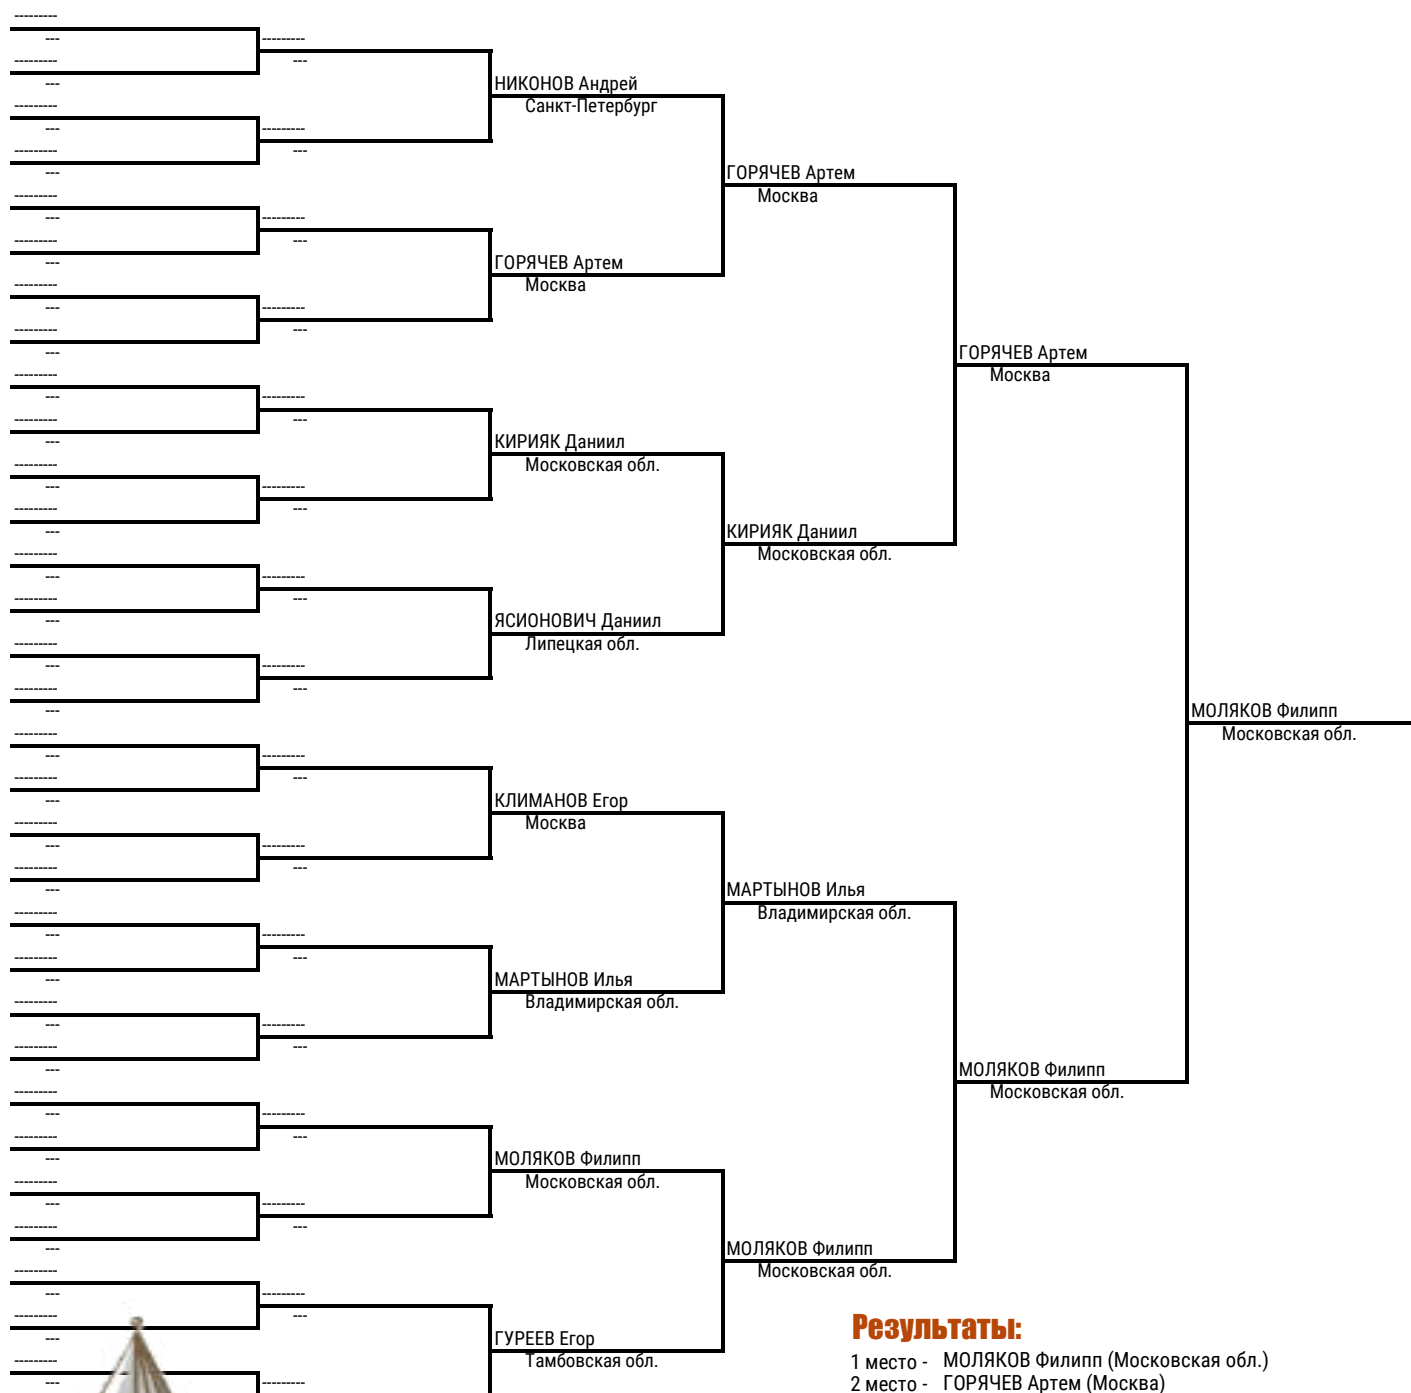 ---------
---
---------
---
---------
---
---------
---
---------
---
---------
---
---------
---
---------
---
---------
---
---------
---
---------
---
---------
---
---------
---
---------
---
---------
---
---------
---
---------
---
---------
---
---------
---
---------
---
---------
---
---------
---
---------
---
---------
---
---------
---
---------
---
---------
---
---------
---
---------
---
---------
---
---------
---
---------
---
---------
---
---------
---
---------
---
---------
---
---------
---
---------
---
---------
---
---------
---
---------
---
---------
---
---------
---
---------
---
---------
---
---------
---
---------
НИКОНОВ Андрей
Санкт-Петербург
ГОРЯЧЕВ Артем
Москва
КИРИЯК Даниил
Московская обл.
ЯСИОНОВИЧ Даниил
Липецкая обл.
КЛИМАНОВ Егор
Москва
МАРТЫНОВ Илья
Владимирская обл.
МОЛЯКОВ Филипп
Московская обл.
ГУРЕЕВ Егор
Тамбовская обл.
ГОРЯЧЕВ Артем
Москва
КИРИЯК Даниил
Московская обл.
МАРТЫНОВ Илья
Владимирская обл.
МОЛЯКОВ Филипп
Московская обл.
ГОРЯЧЕВ Артем
Москва
МОЛЯКОВ Филипп
Московская обл.
МОЛЯКОВ Филипп
Московская обл.
Результаты:
1 место - МОЛЯКОВ Филипп (Московская обл.)
2 место - ГОРЯЧЕВ Артем (Москва)